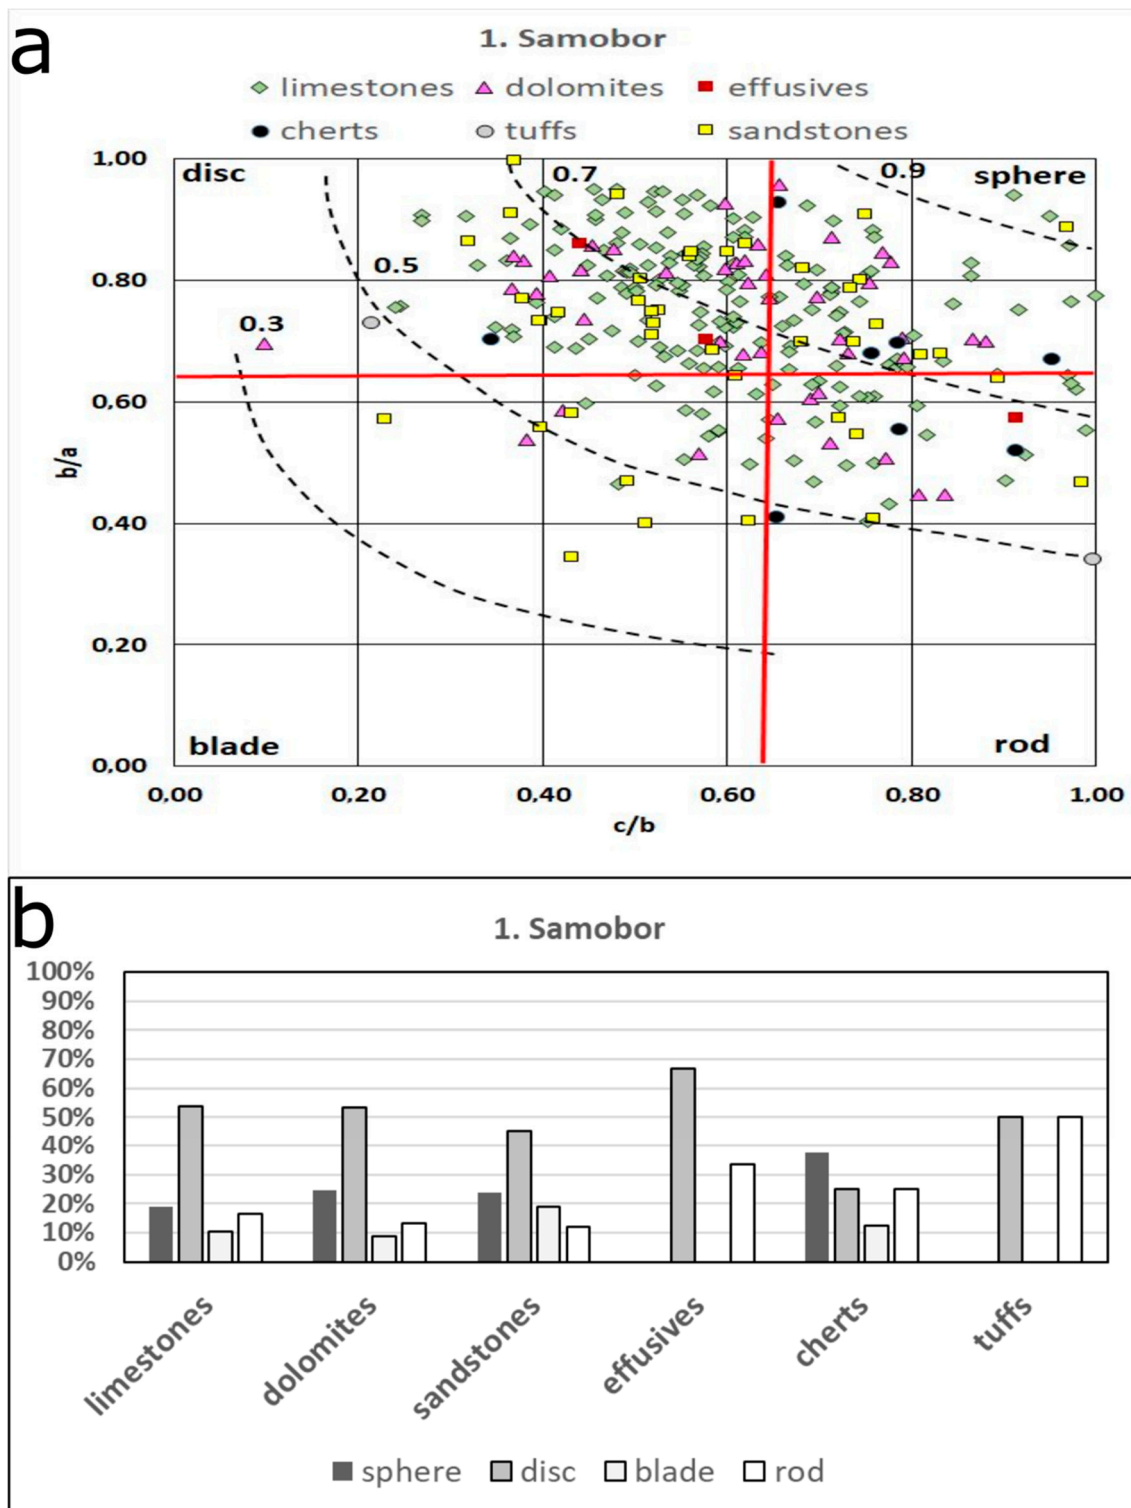 a
1. Samobor
limestones dolomites effusives
cherts tuffs sandstones
1,00
disc 0.7 0.9 sphere
0,80
0.5
0.3
0,60
b/a
0,40
0,20
blade rod
0,00
0,00 0,20 0,40 0,60 0,80 1,00
c/b
b
1. Samobor
100%
90%
80%
70%
60%
50%
40%
30%
20%
10%
0%
limestones dolomites sandstones effusives cherts tuffs
sphere disc blade rod